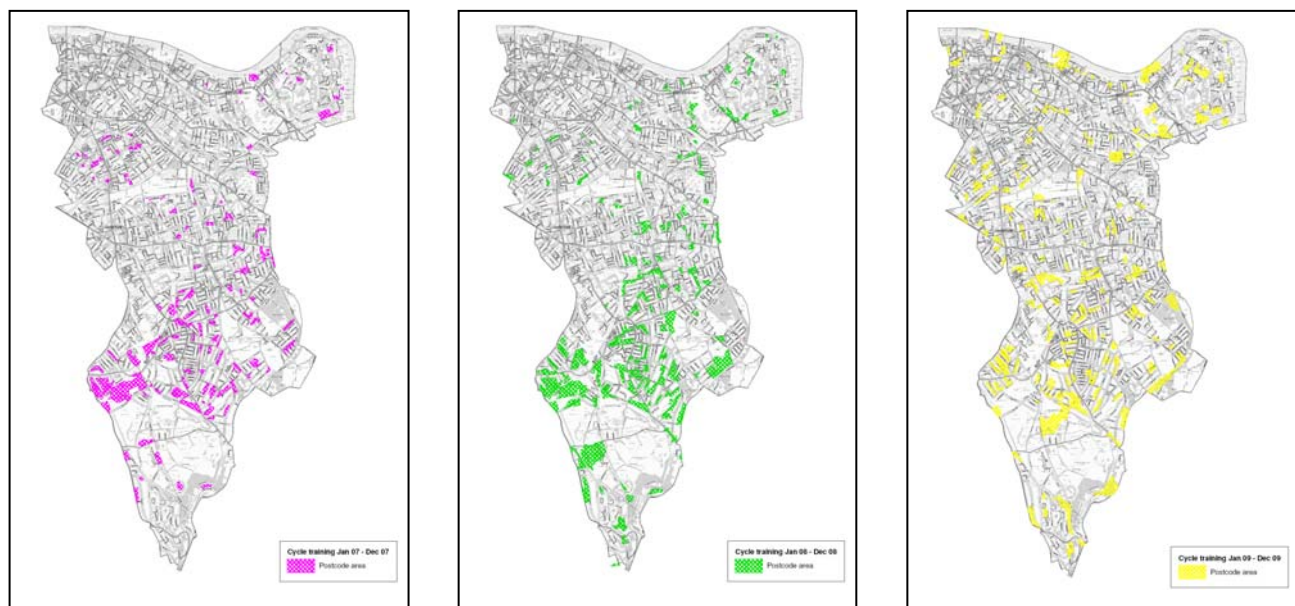 Cycle training Jan 07 - Dec 07
Postcode area
Cycle training Jan 08 - Dec 08
Postcode area
Cycle training Jan 09 - Dec 09
Postcode area